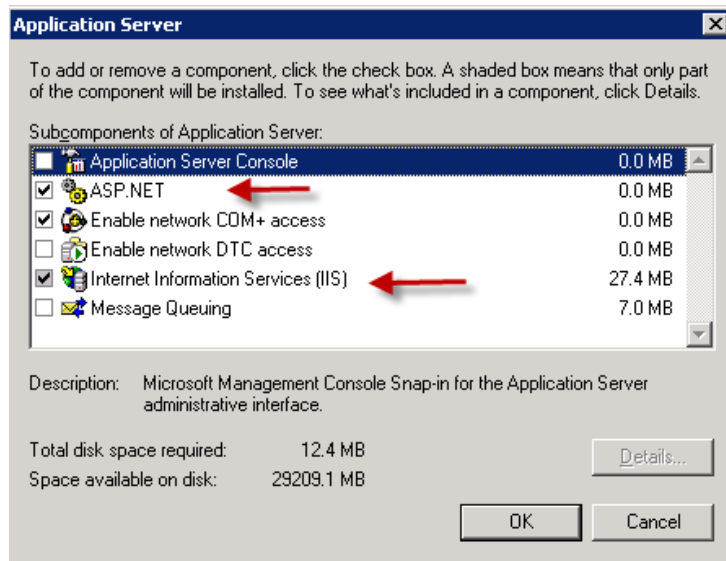 Application Server
To add or remove a component, click the check box. A shaded box means that only part
of the component will be installed. To see what's included in a component, click Details.
Subcomponents of Application Server:
Application Server Console 0.0 MB
ASP.NET 0.0 MB
Enable network COM+ access 0.0 MB
Enable network DTC access 0.0 MB
Internet Information Services (IIS) 27.4 MB
Message Queuing 7.0 MB
Description: Microsoft Management Console Snap-in for the Application Server
administrative interface.
Total disk space required: 12.4 MB
Space available on disk: 29209.1 MB
Details...
OK Cancel